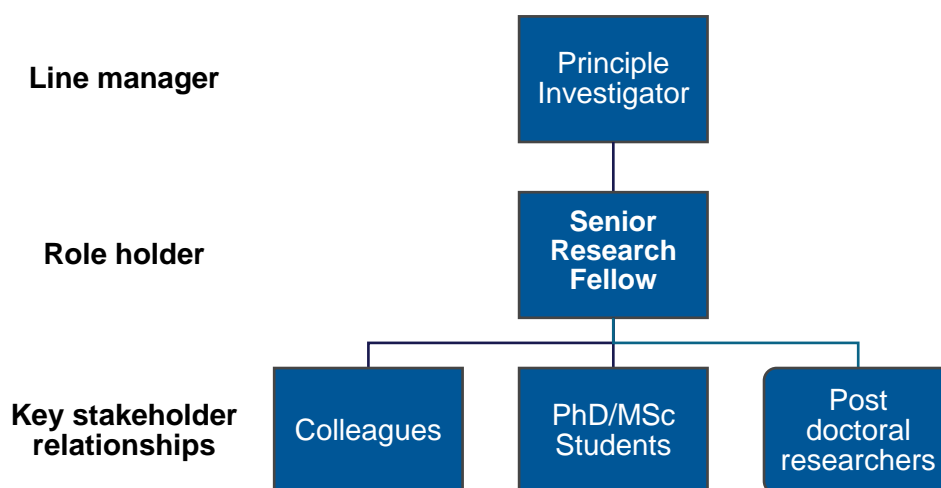 Line manager
Principle
Investigator
Role holder
Senior
Research
Fellow
Key stakeholder
relationships
Colleagues
PhD/MSc
Students
Post
doctoral
researchers